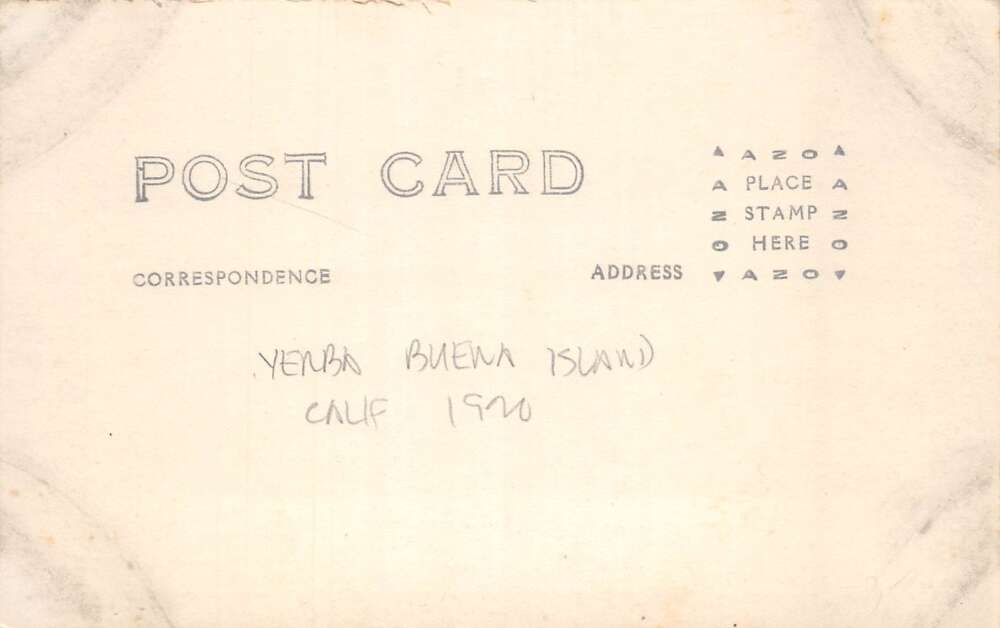 POST CARD
▲ A Z O ▲
A PLACE A
Z STAMP Z
O HERE O
▼ A Z O ▼
CORRESPONDENCE
ADDRESS
YERBA BUENA ISLAND
CALIF 1920